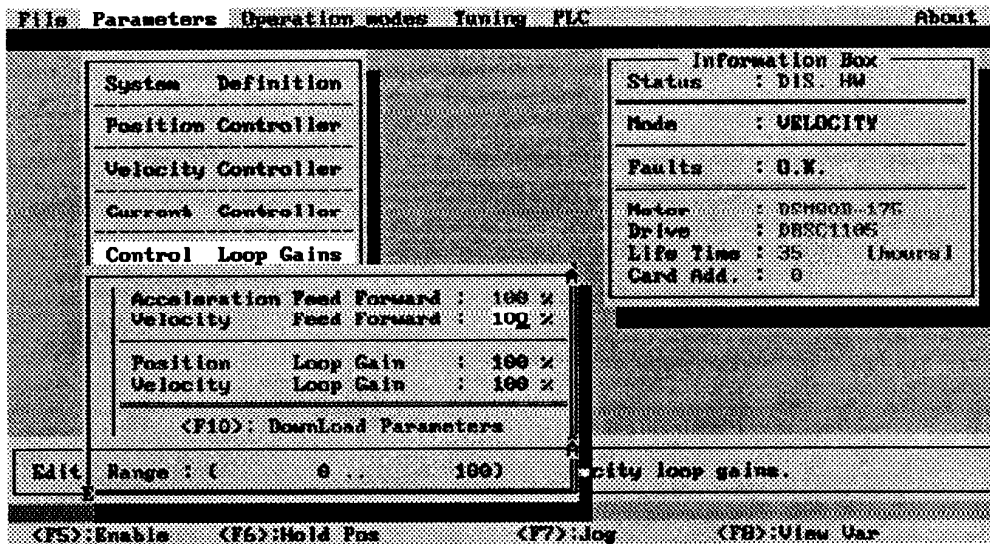 File Parameters Operation modes Tuning PLC About
System Definition
Position Controller
Velocity Controller
Current Controller
Control Loop Gains
Acceleration Feed Forward : 100 %
Velocity Feed Forward : 100 %
Position Loop Gain : 100 %
Velocity Loop Gain : 100 %
<F10>: DownLoad Parameters
Range : ( 0 .. 100)
Information Box
Status : DIS. HW
Mode : VELOCITY
Faults : O.K.
Motor :
Drive : DBSC1105
Life Time : 35 [hours]
Card Add. : 0
Edit city loop gains.
<F5>:Enable <F6>:Hold Pos <F7>:Jog <F8>:View Var